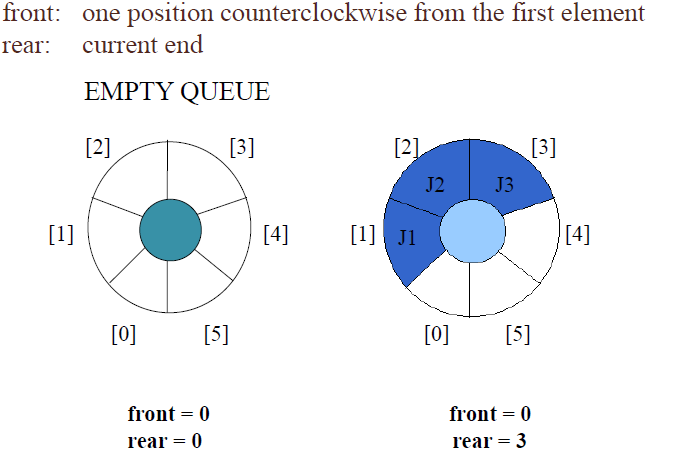 front: one position counterclockwise from the first element
rear: current end
EMPTY QUEUE
[2] [3] [2] [3]
J2 J3
[1] [4] [1] J1 [4]
[0] [5] [0] [5]
front = 0 front = 0
rear = 0 rear = 3